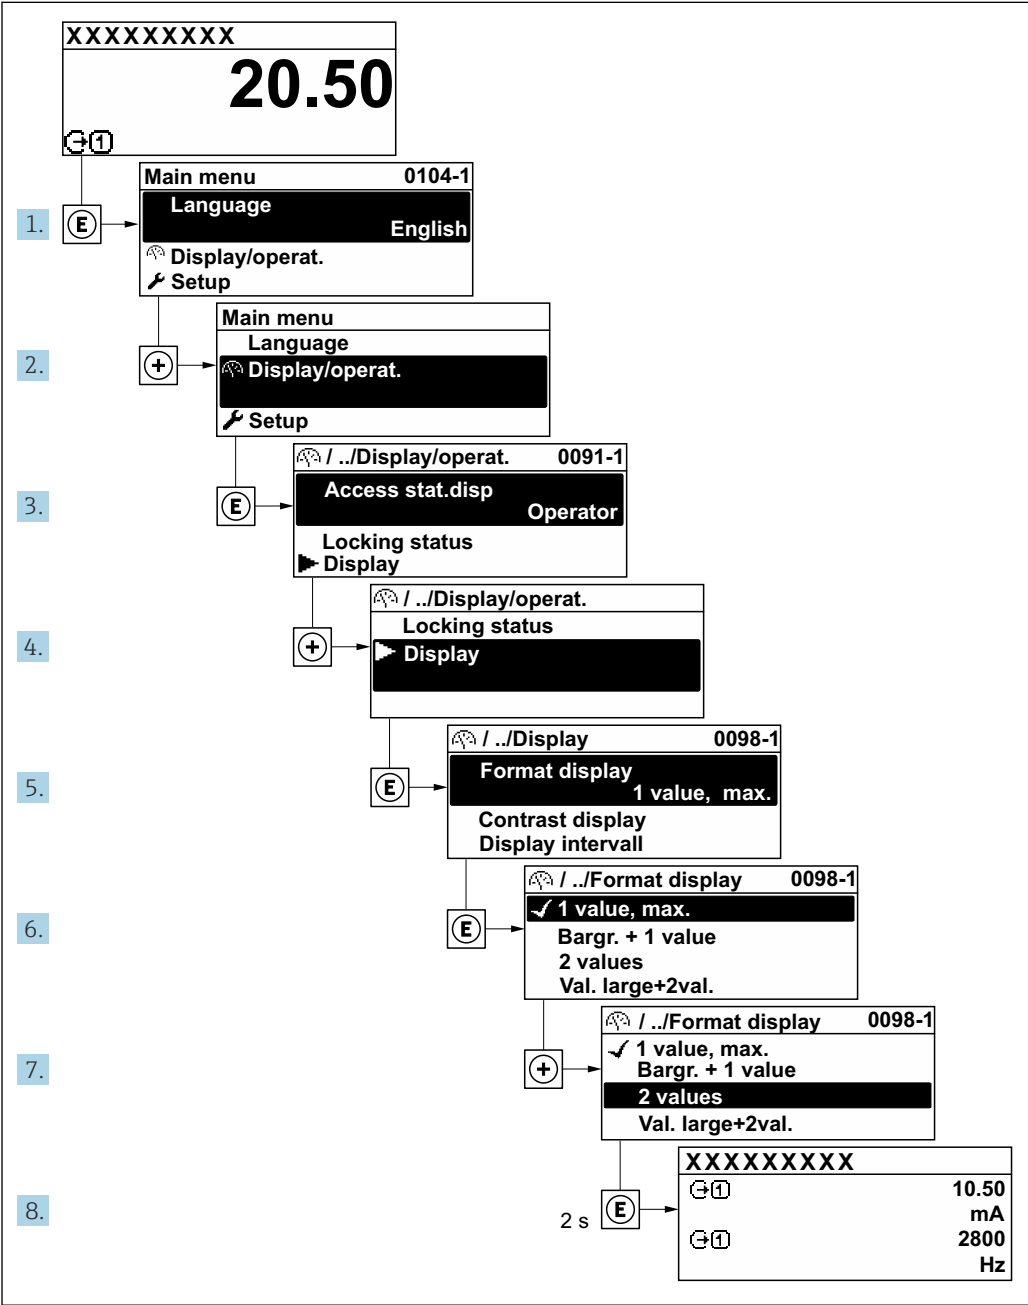 XXXXXXXXX
20.50
1
Main menu 0104-1
Language
English
Display/operat.
Setup
1. E
Main menu
Language
Display/operat.
Setup
2. +
/ ../Display/operat. 0091-1
Access stat.disp
Operator
Locking status
Display
3. E
/ ../Display/operat.
Locking status
Display
4. +
/ ../Display 0098-1
Format display
1 value, max.
Contrast display
Display intervall
5. E
/ ../Format display 0098-1
1 value, max.
Bargr. + 1 value
2 values
Val. large+2val.
6. E
/ ../Format display 0098-1
1 value, max.
Bargr. + 1 value
2 values
Val. large+2val.
7. +
XXXXXXXXX
1 10.50
mA
1 2800
Hz
8. 2 s E